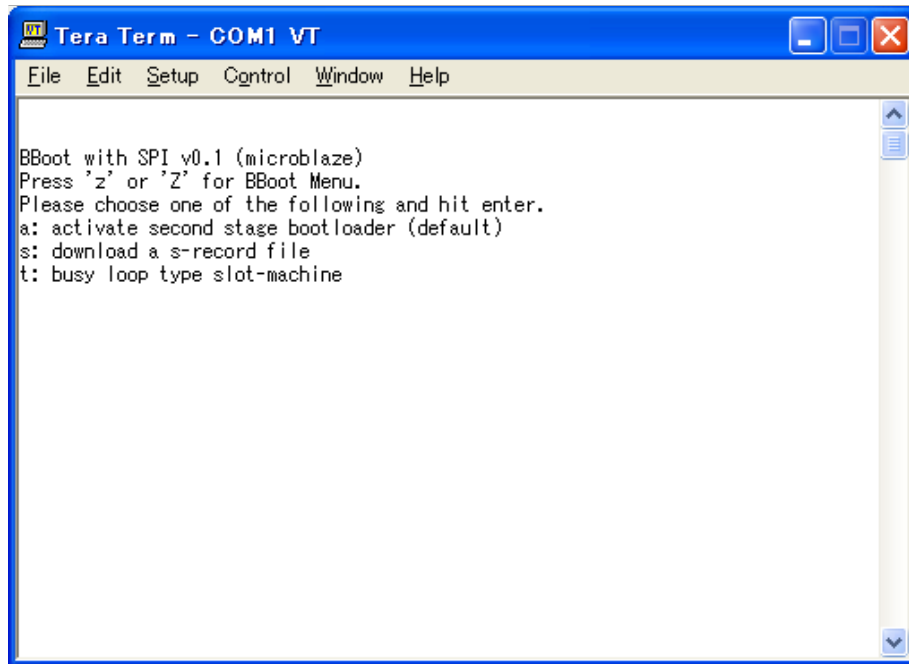 Tera Term - COM1 VT
File Edit Setup Control Window Help
BBoot with SPI v0.1 (microblaze)
Press 'z' or 'Z' for BBoot Menu.
Please choose one of the following and hit enter.
a: activate second stage bootloader (default)
s: download a s-record file
t: busy loop type slot-machine